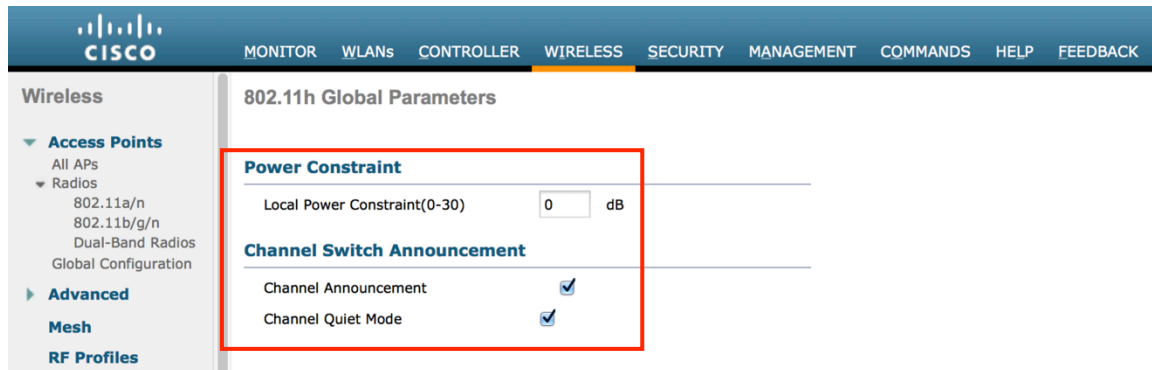 CISCO
MONITOR WLANs CONTROLLER WIRELESS SECURITY MANAGEMENT COMMANDS HELP FEEDBACK
Wireless
Access Points
All APs
Radios
802.11a/n
802.11b/g/n
Dual-Band Radios
Global Configuration
Advanced
Mesh
RF Profiles
802.11h Global Parameters
Power Constraint
Local Power Constraint(0-30) 0 dB
Channel Switch Announcement
Channel Announcement
Channel Quiet Mode